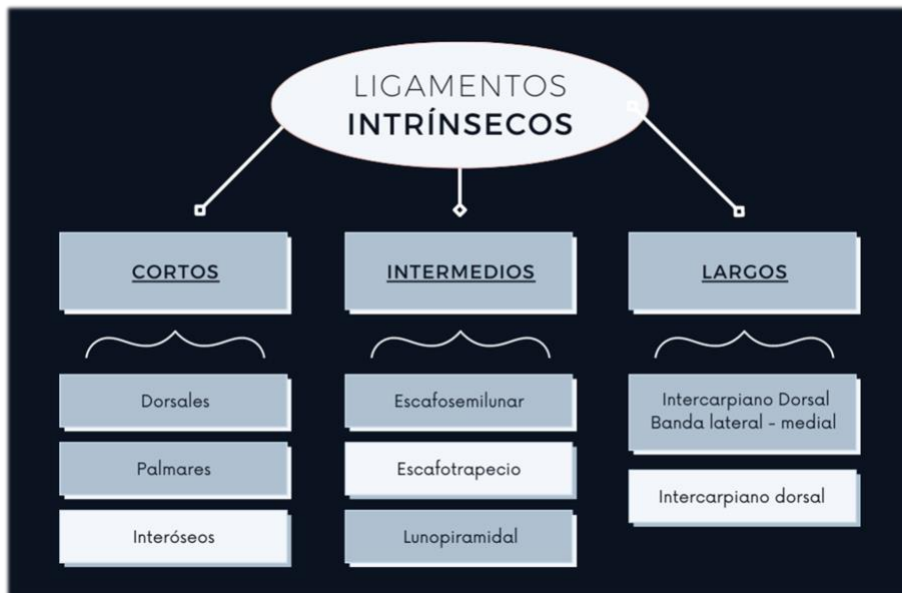 LIGAMENTOS
INTRÍNSECOS
CORTOS
Dorsales
Palmares
Interóseos
INTERMEDIOS
Escafosemilunar
Escafotrapecio
Lunopiramidal
LARGOS
Intercarpiano Dorsal
Banda lateral - medial
Intercarpiano dorsal